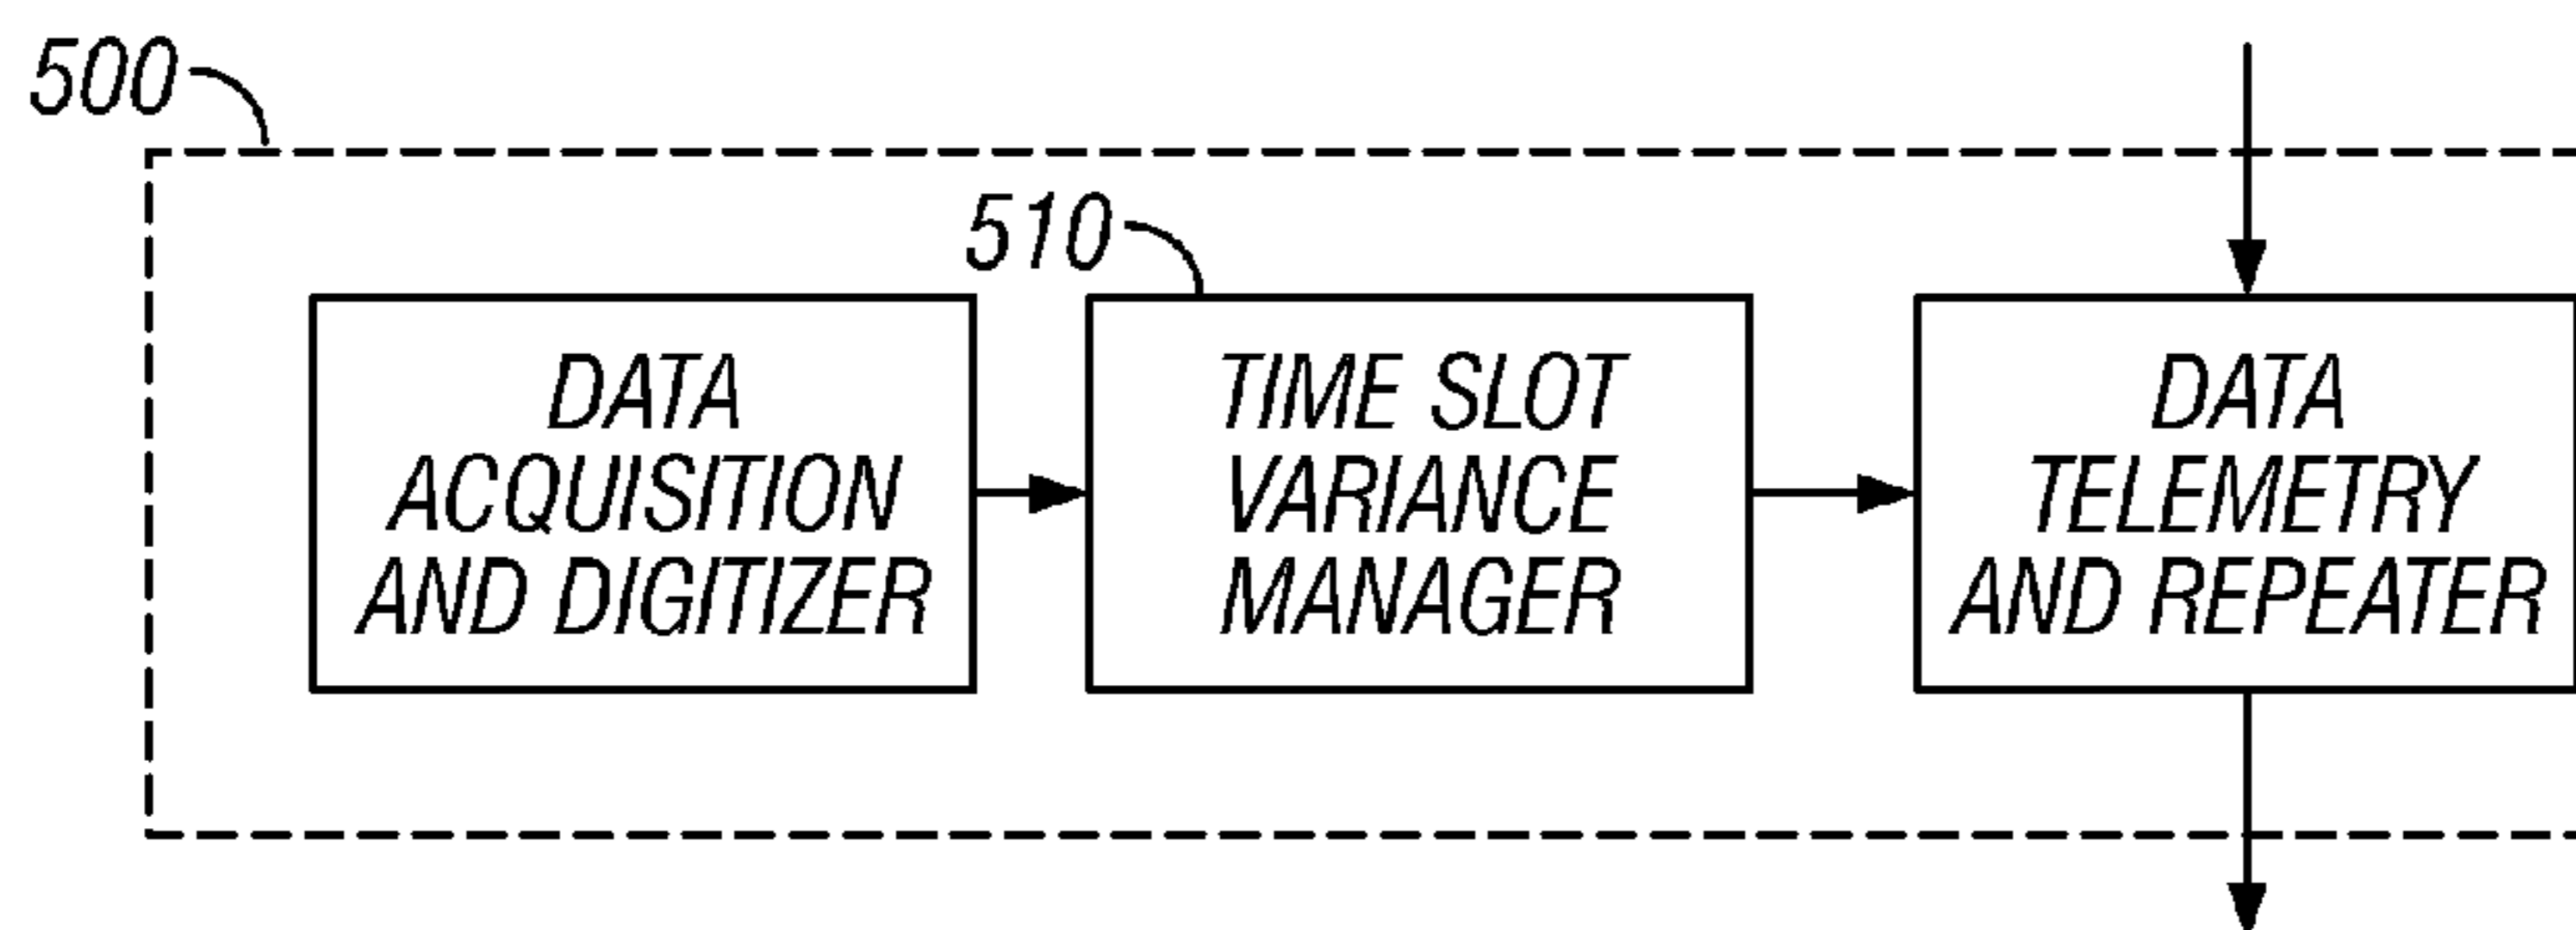 500
510
DATA
ACQUISITION
AND DIGITIZER
TIME SLOT
VARIANCE
MANAGER
DATA
TELEMETRY
AND REPEATER